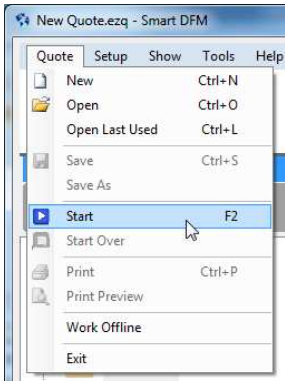 New Quote.ezq - Smart DFM
Quote Setup Show Tools Help
New Ctrl+N
Open Ctrl+O
Open Last Used Ctrl+L
Save Ctrl+S
Save As
Start F2
Start Over
Print Ctrl+P
Print Preview
Work Offline
Exit